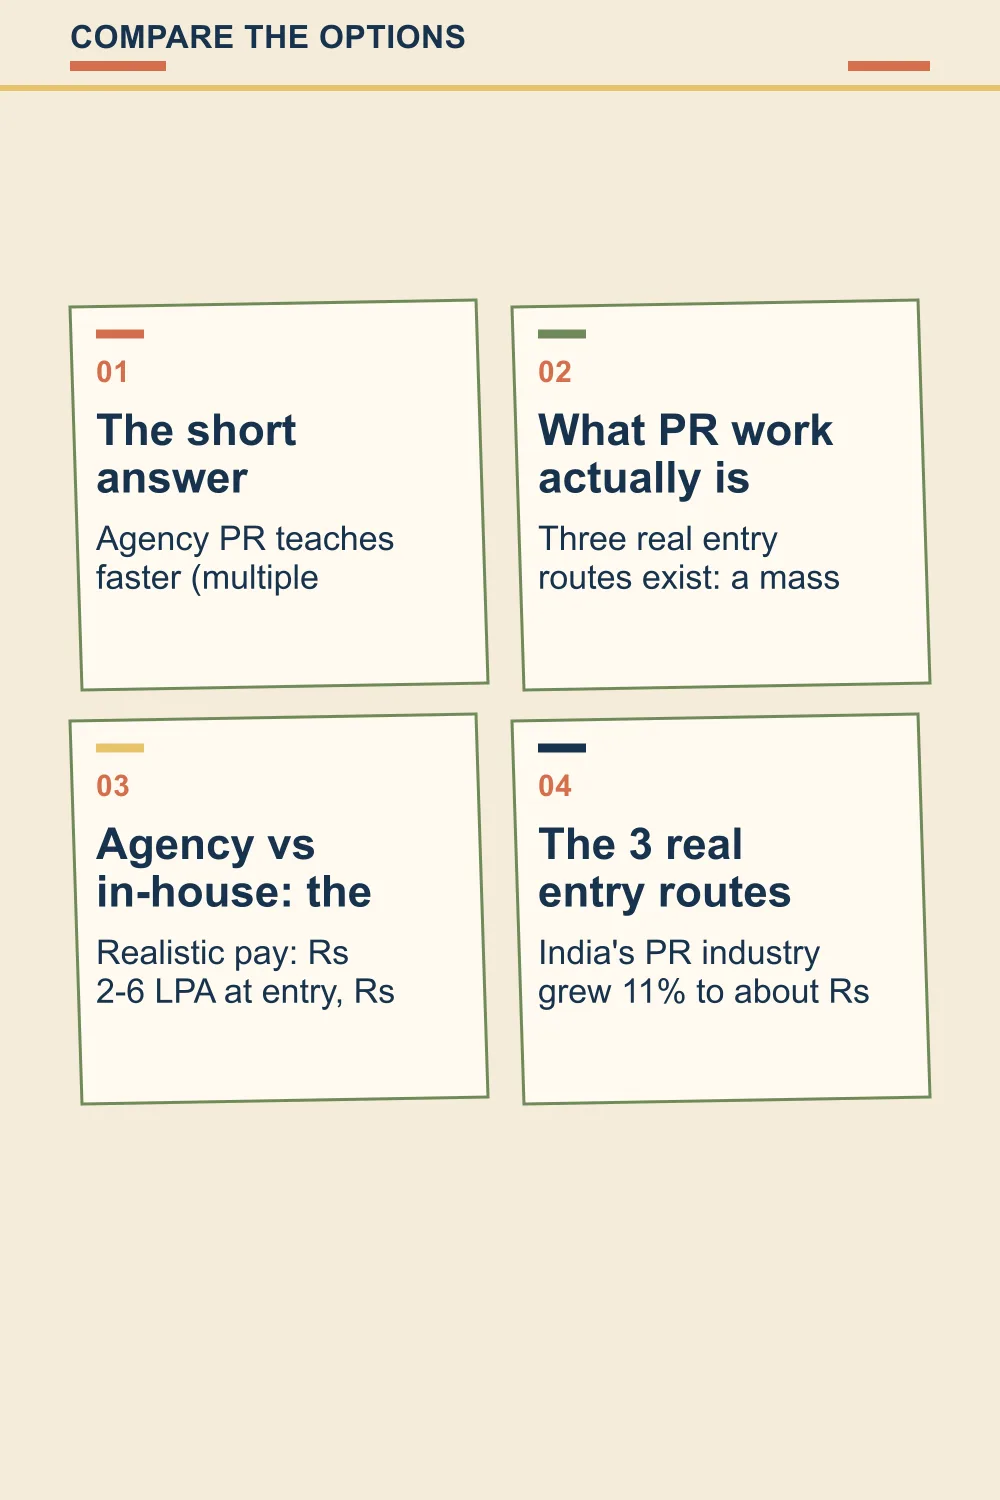 COMPARE THE OPTIONS
01
The short
answer
Agency PR teaches
faster (multiple
02
What PR work
actually is
Three real entry
routes exist: a mass
03
Agency vs
in-house: the
Realistic pay: Rs
2-6 LPA at entry, Rs
04
The 3 real
entry routes
India's PR industry
grew 11% to about Rs